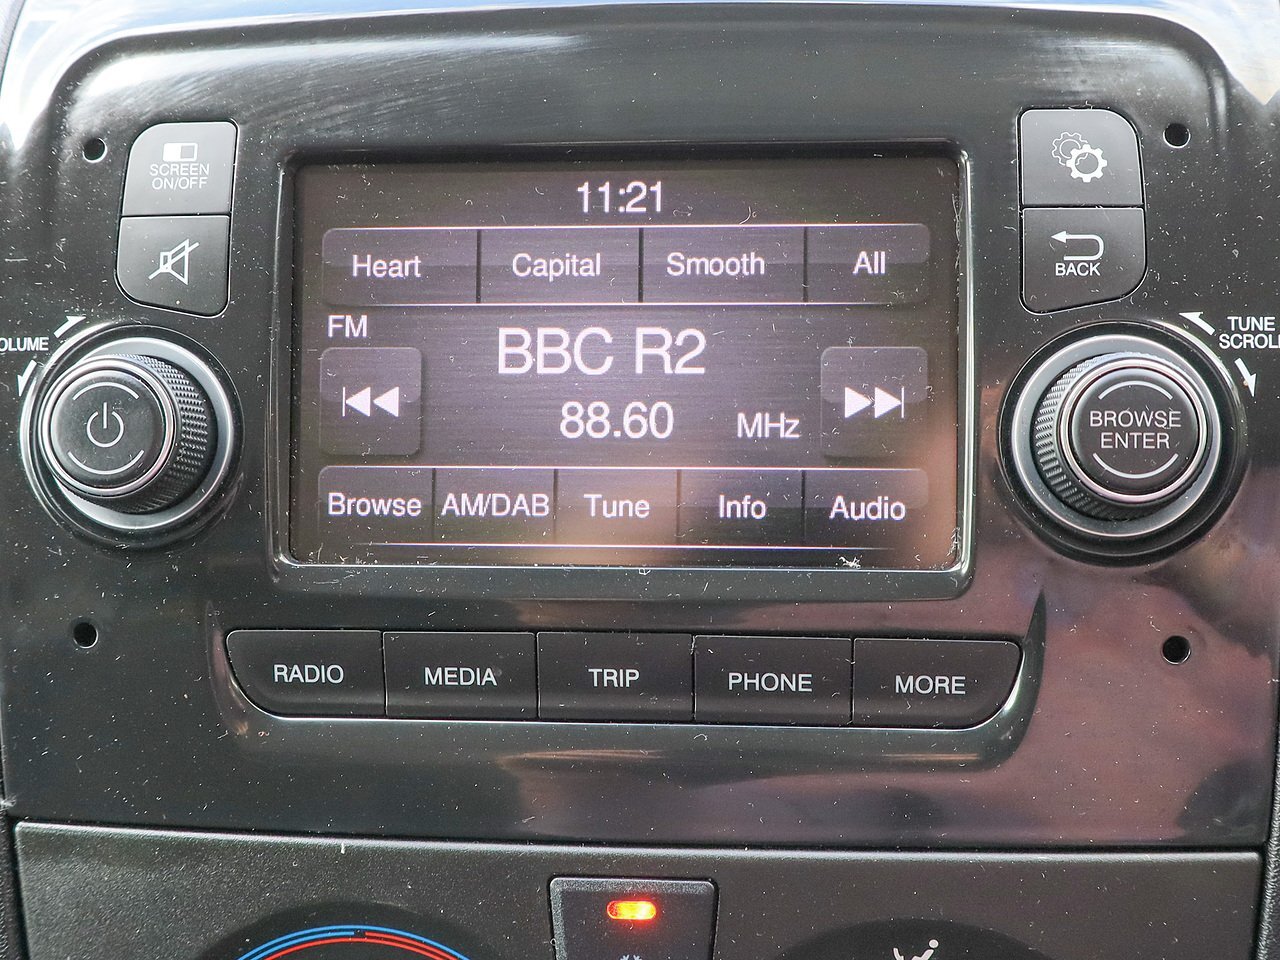 SCREEN
ON/OFF
11:21
Heart Capital Smooth All
BACK
FM
BBC R2
88.60 MHz
OLUME
TUNE
SCROLL
BROWSE
ENTER
Browse AM/DAB Tune Info Audio
RADIO MEDIA TRIP PHONE MORE